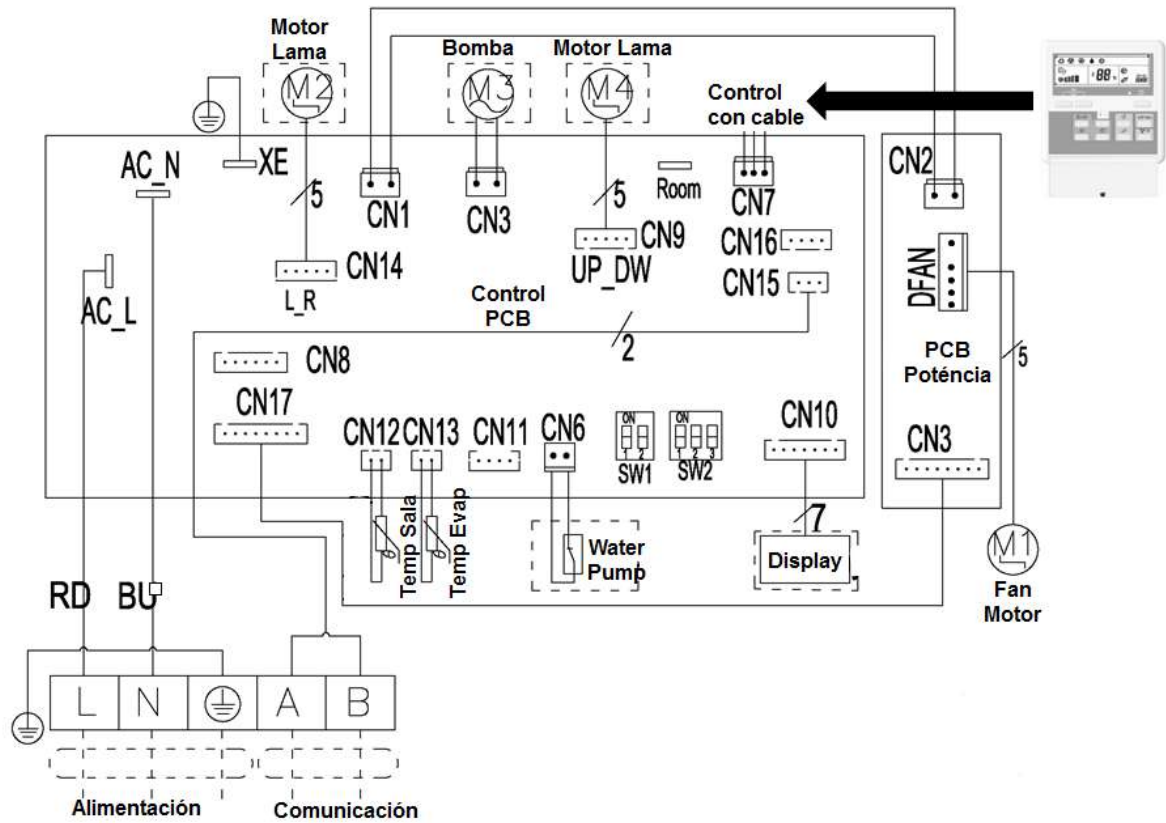 Motor
Lama
Bomba
Motor Lama
M2
M3
M4
Control
con cable
88
AC_N
XE
5
CN1
CN3
5
Room
CN7
CN2
CN14
L_R
CN9
UP_DW
CN16
CN15
DFAN
AC_L
Control
PCB
2
PCB
Poténcia
5
CN8
CN17
CN12
CN13
CN11
CN6
ON
1 2
SW1
ON
1 2 3
SW2
CN10
CN3
Temp Sala
Temp Evap
Water
Pump
7
Display
M1
Fan
Motor
RD
BU
L
N
A
B
Alimentación
Comunicación